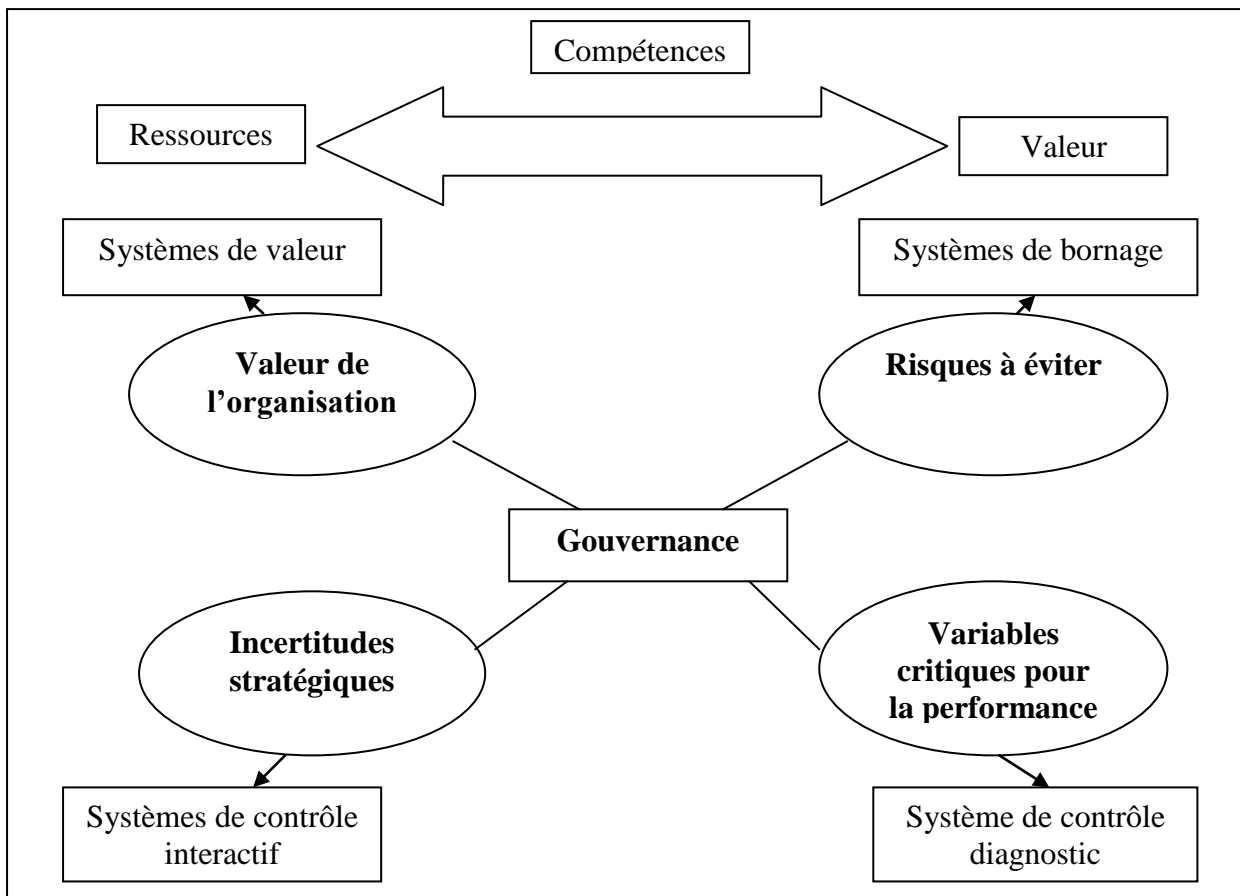 Compétences
Ressources
Valeur
Systèmes de valeur
Systèmes de bornage
Valeur de
l’organisation
Risques à éviter
Gouvernance
Incertitudes
stratégiques
Variables
critiques pour
la performance
Systèmes de contrôle
interactif
Système de contrôle
diagnostic